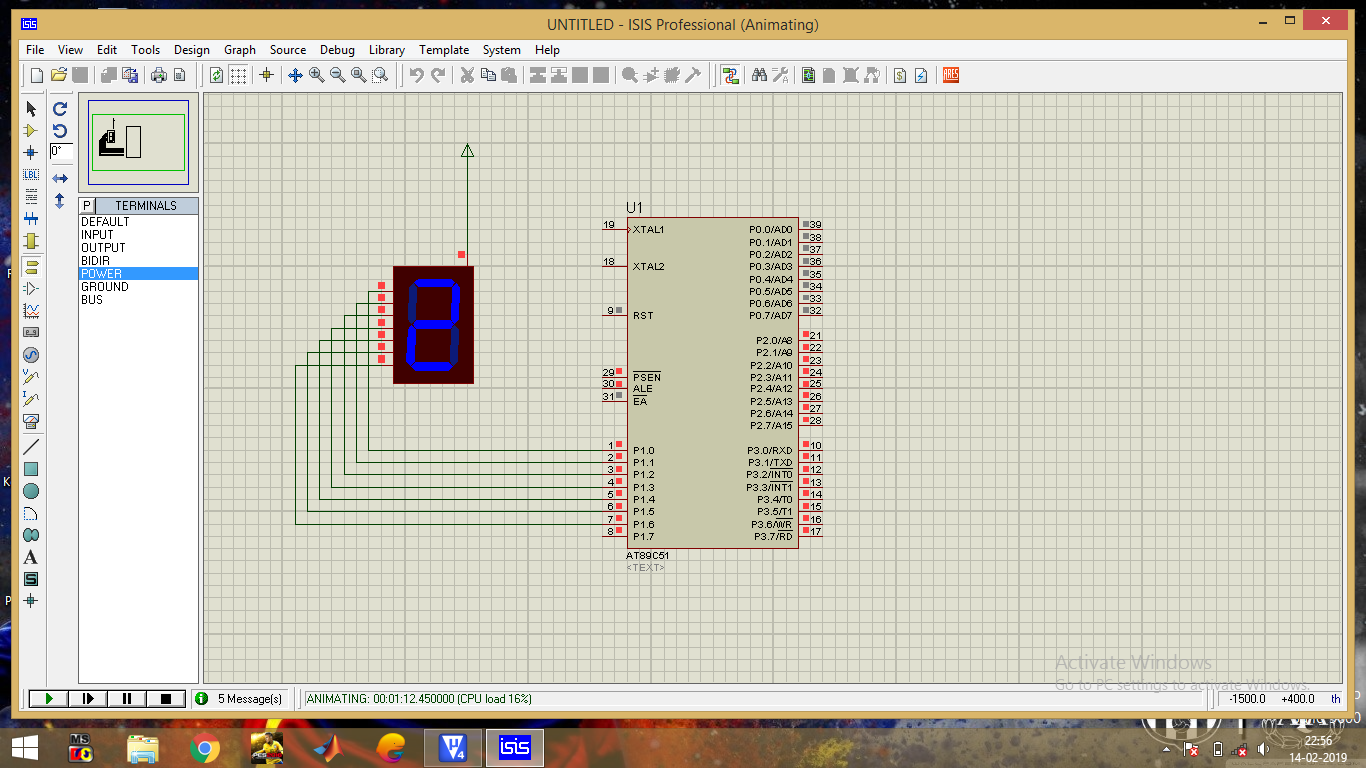 UNTITLED - ISIS Professional (Animating)
File View Edit Tools Design Graph Source Debug Library Template System Help
ARES
LBL
0°
P TERMINALS
DEFAULT
INPUT
OUTPUT
BIDIR
POWER
GROUND
BUS
A
S
U1
19 XTAL1
18 XTAL2
9 RST
29 PSEN
30 ALE
31 EA
1 P1.0
2 P1.1
3 P1.2
4 P1.3
5 P1.4
6 P1.5
7 P1.6
8 P1.7
P0.0/AD0 39
P0.1/AD1 38
P0.2/AD2 37
P0.3/AD3 36
P0.4/AD4 35
P0.5/AD5 34
P0.6/AD6 33
P0.7/AD7 32
P2.0/A8 21
P2.1/A9 22
P2.2/A10 23
P2.3/A11 24
P2.4/A12 25
P2.5/A13 26
P2.6/A14 27
P2.7/A15 28
P3.0/RXD 10
P3.1/TXD 11
P3.2/INT0 12
P3.3/INT1 13
P3.4/T0 14
P3.5/T1 15
P3.6/WR 16
P3.7/RD 17
AT89C51
<TEXT>
Activate Windows
Go to PC settings to activate Windows.
5 Message(s)
ANIMATING: 00:01:12.450000 (CPU load 16%)
-1500.0 +400.0 th
MS
isis
22:56
14-02-2019